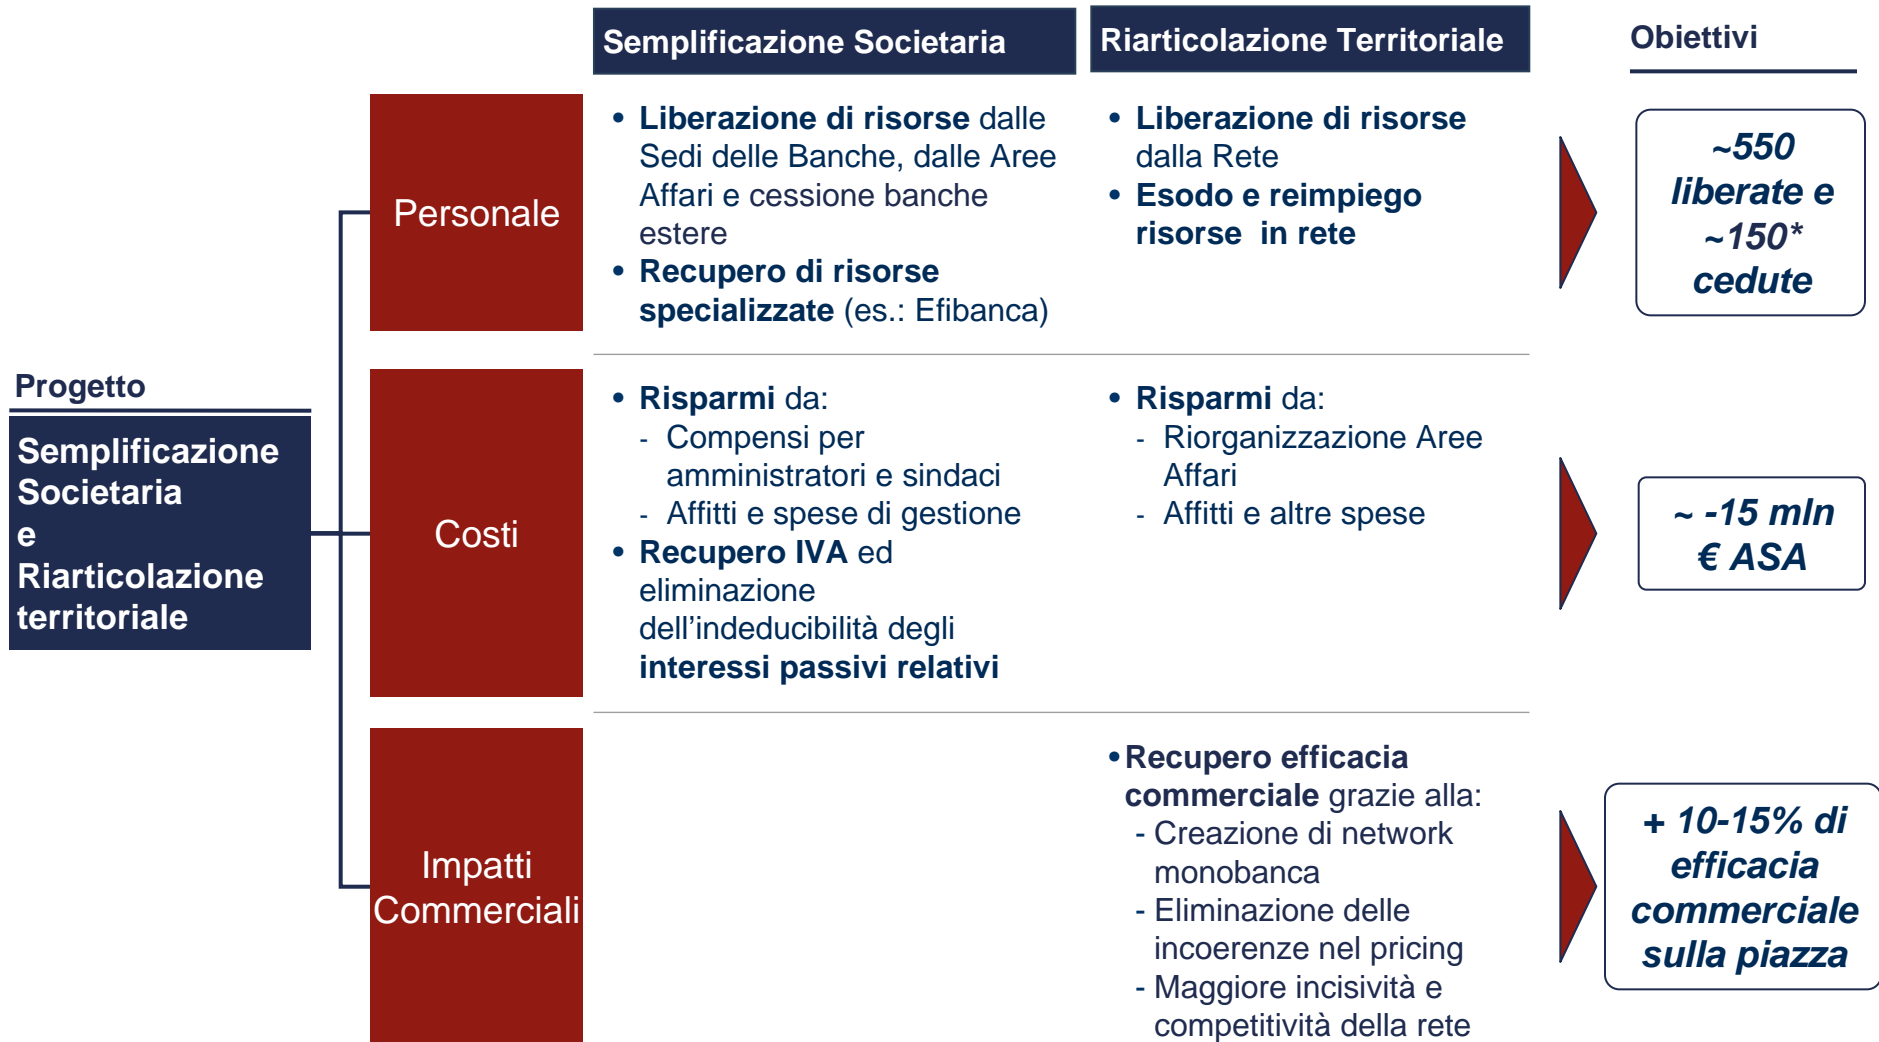 Semplificazione Societaria
Riarticolazione Territoriale
Obiettivi
Progetto
Semplificazione
Societaria
e
Riarticolazione
territoriale
Personale
• Liberazione di risorse dalle
Sedi delle Banche, dalle Aree
Affari e cessione banche
estere
• Recupero di risorse
specializzate (es.: Efibanca)
• Liberazione di risorse
dalla Rete
• Esodo e reimpiego
risorse in rete
~550
liberate e
~150*
cedute
Costi
• Risparmi da:
- Compensi per
amministratori e sindaci
- Affitti e spese di gestione
• Recupero IVA ed
eliminazione
dell’indeducibilità degli
interessi passivi relativi
• Risparmi da:
- Riorganizzazione Aree
Affari
- Affitti e altre spese
~ -15 mln
€ ASA
Impatti
Commerciali
• Recupero efficacia
commerciale grazie alla:
- Creazione di network
monobanca
- Eliminazione delle
incoerenze nel pricing
- Maggiore incisività e
competitività della rete
+ 10-15% di
efficacia
commerciale
sulla piazza